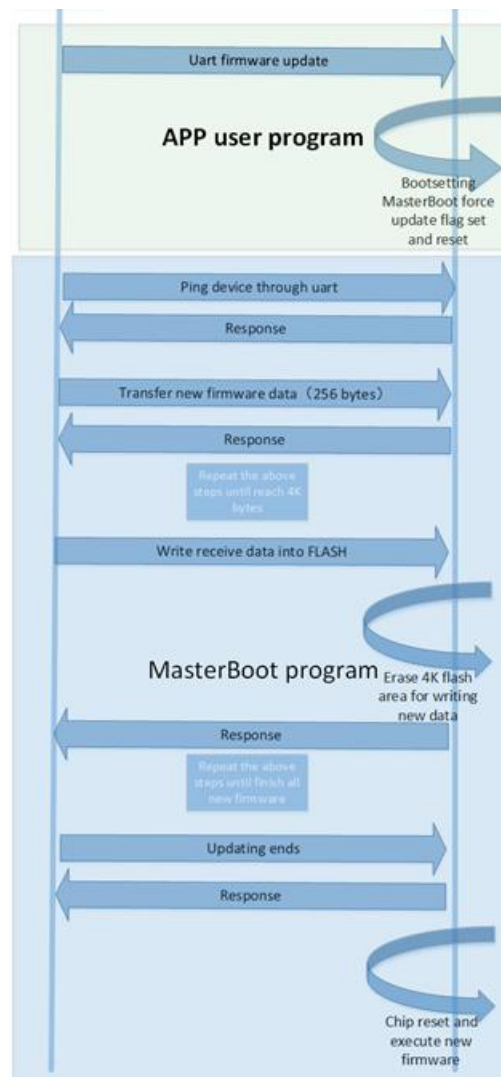 Uart firmware update
APP user program
Bootsetting
MasterBoot force
update flag set
and reset
Ping device through uart
Response
Transfer new firmware data（256 bytes）
Response
Repeat the above
steps until reach 4K
bytes
Write receive data into FLASH
MasterBoot program
Erase 4K flash
area for writing
new data
Response
Repeat the above
steps until finish all
new firmware
Updating ends
Response
Chip reset and
execute new
firmware